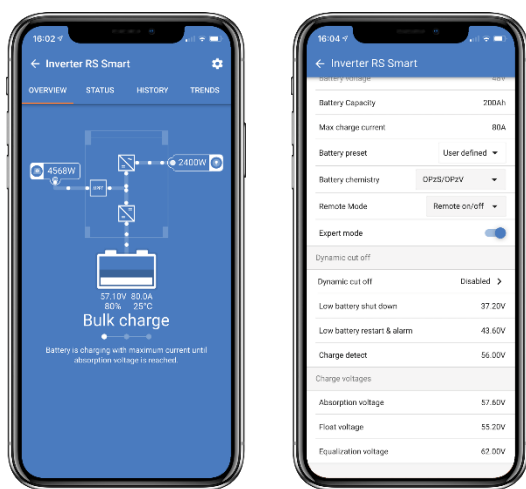 16:02
Inverter RS Smart
OVERVIEW STATUS HISTORY TRENDS
4568W
2400W
MPPT
57.10V 80.0A
80% 25°C
Bulk charge
Battery is charging with maximum current until
absorption voltage is reached.
16:04
Inverter RS Smart
Battery voltage 48V
Battery Capacity 200Ah
Max charge current 80A
Battery preset User defined
Battery chemistry OPzS/OPzV
Remote Mode Remote on/off
Expert mode
Dynamic cut off
Dynamic cut off Disabled
Low battery shut down 37.20V
Low battery restart & alarm 43.60V
Charge detect 56.00V
Charge voltages
Absorption voltage 57.60V
Float voltage 55.20V
Equalization voltage 62.00V